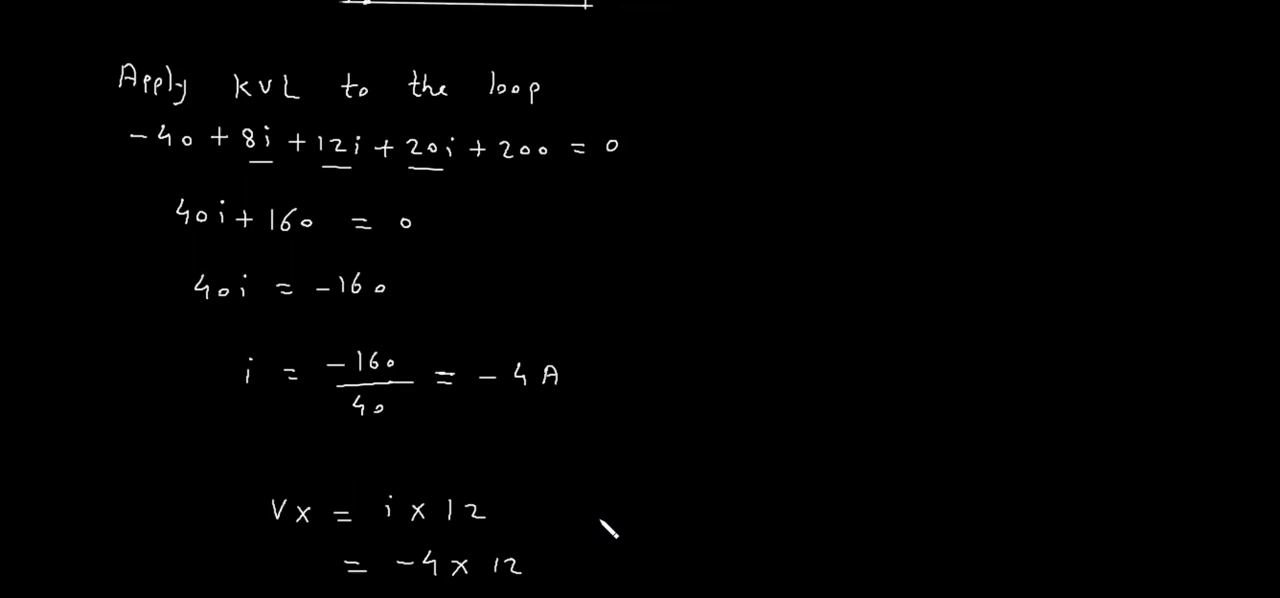 Apply KVL to the loop
-40 + 8i + 12i + 20i + 200 = 0
40i + 160 = 0
40i = -160
i = -160/40 = -4 A
Vx = i x 12
= -4 x 12